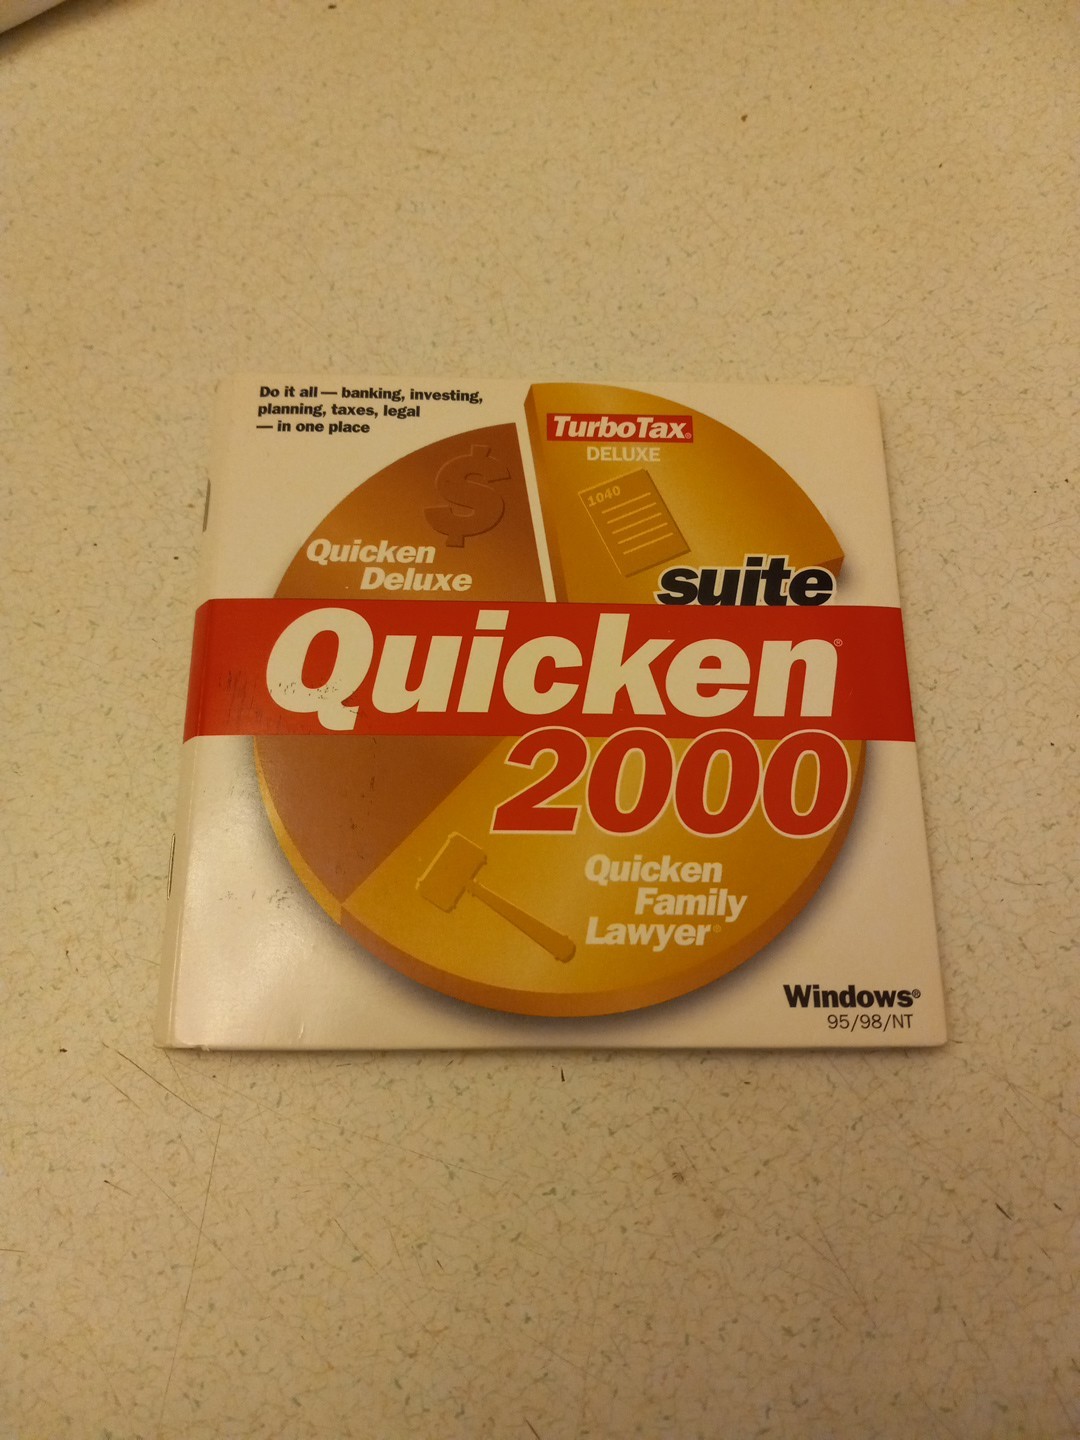 Do it all — banking, investing,
planning, taxes, legal
— in one place
TurboTax®
DELUXE
1040
$
Quicken
Deluxe
suite
Quicken®
2000
Quicken
Family
Lawyer®
Windows®
95/98/NT